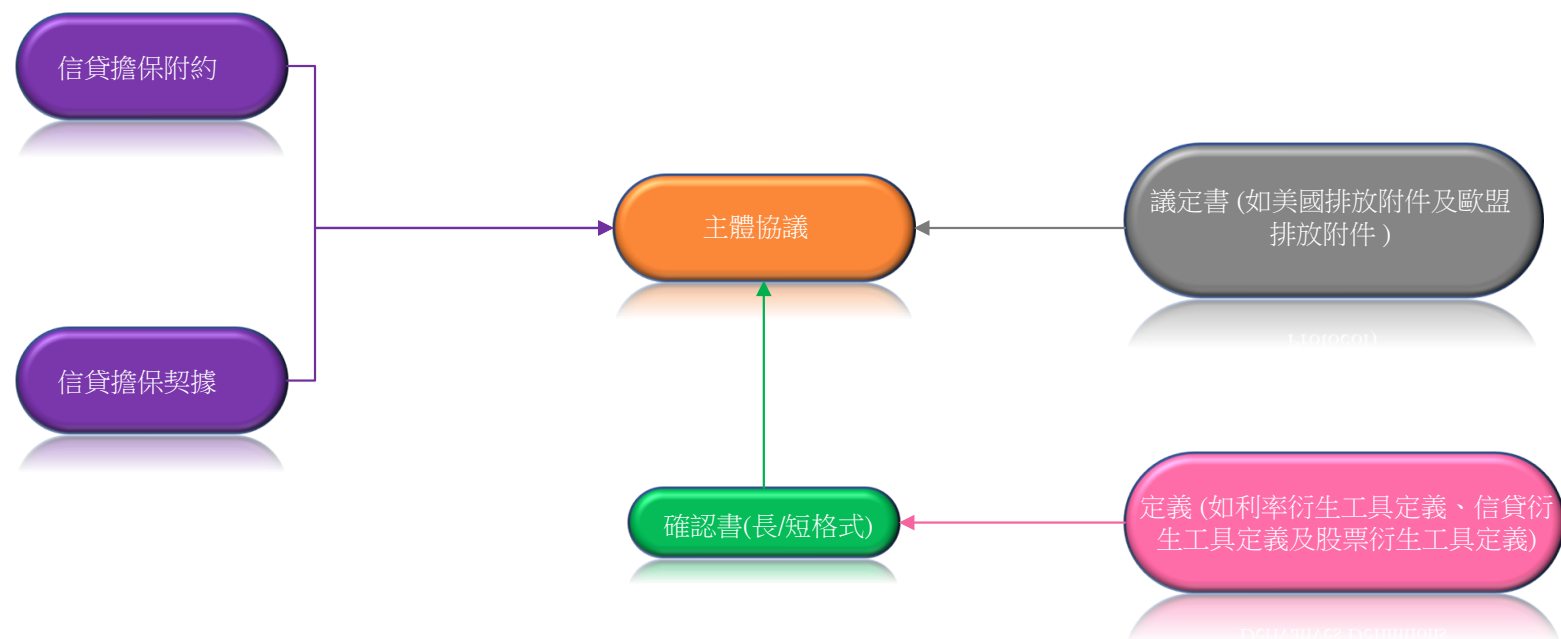 信貸擔保附約
主體協議
議定書 (如美國排放附件及歐盟
排放附件 )
信貸擔保契據
確認書(長/短格式)
定義 (如利率衍生工具定義、信貸衍
生工具定義及股票衍生工具定義)